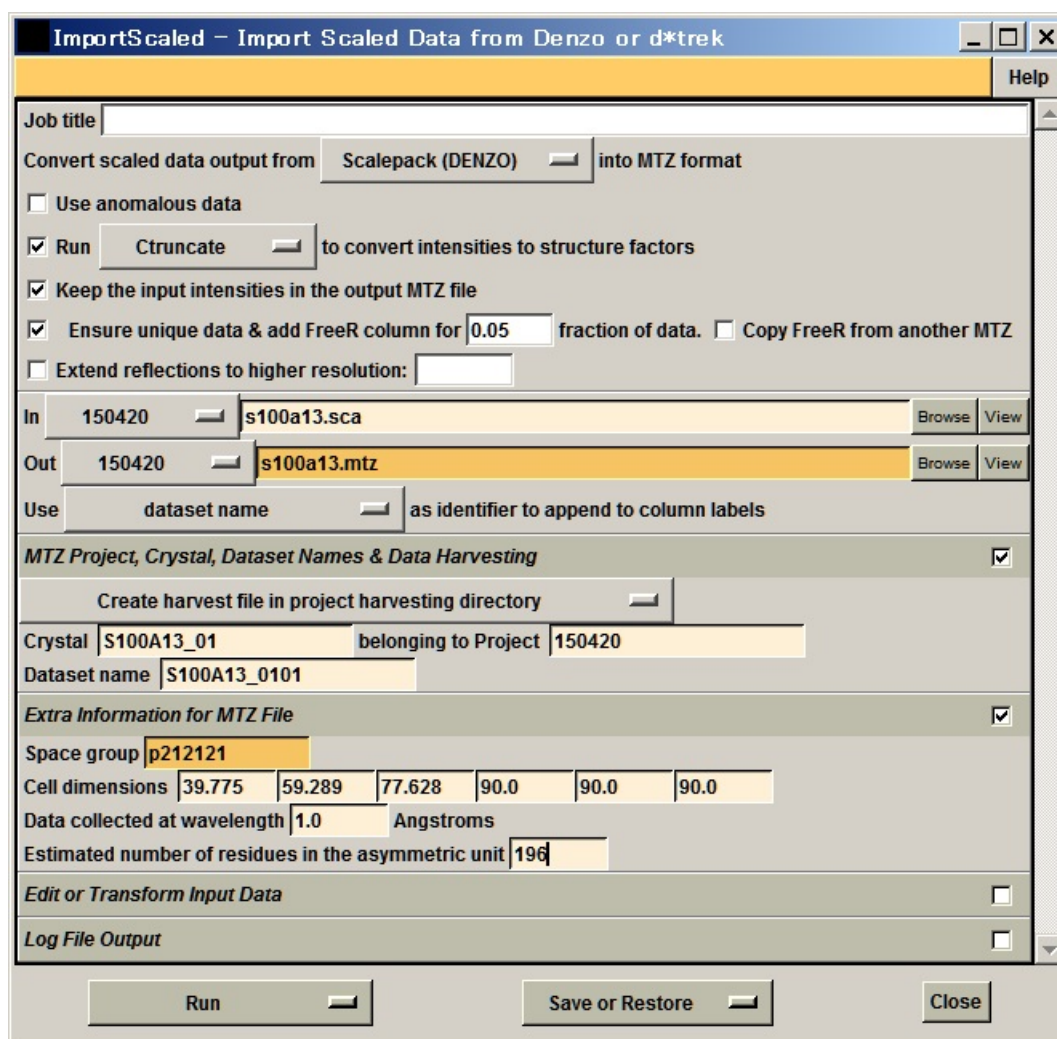 ImportScaled – Import Scaled Data from Denzo or d*trek
Help
Job title
Convert scaled data output from Scalepack (DENZO) into MTZ format
Use anomalous data
Run Ctruncate to convert intensities to structure factors
Keep the input intensities in the output MTZ file
Ensure unique data & add FreeR column for 0.05 fraction of data. Copy FreeR from another MTZ
Extend reflections to higher resolution:
In 150420 s100a13.sca Browse View
Out 150420 s100a13.mtz Browse View
Use dataset name as identifier to append to column labels
MTZ Project, Crystal, Dataset Names & Data Harvesting
Create harvest file in project harvesting directory
Crystal S100A13_01 belonging to Project 150420
Dataset name S100A13_0101
Extra Information for MTZ File
Space group p212121
Cell dimensions 39.775 59.289 77.628 90.0 90.0 90.0
Data collected at wavelength 1.0 Angstroms
Estimated number of residues in the asymmetric unit 196
Edit or Transform Input Data
Log File Output
Run Save or Restore Close